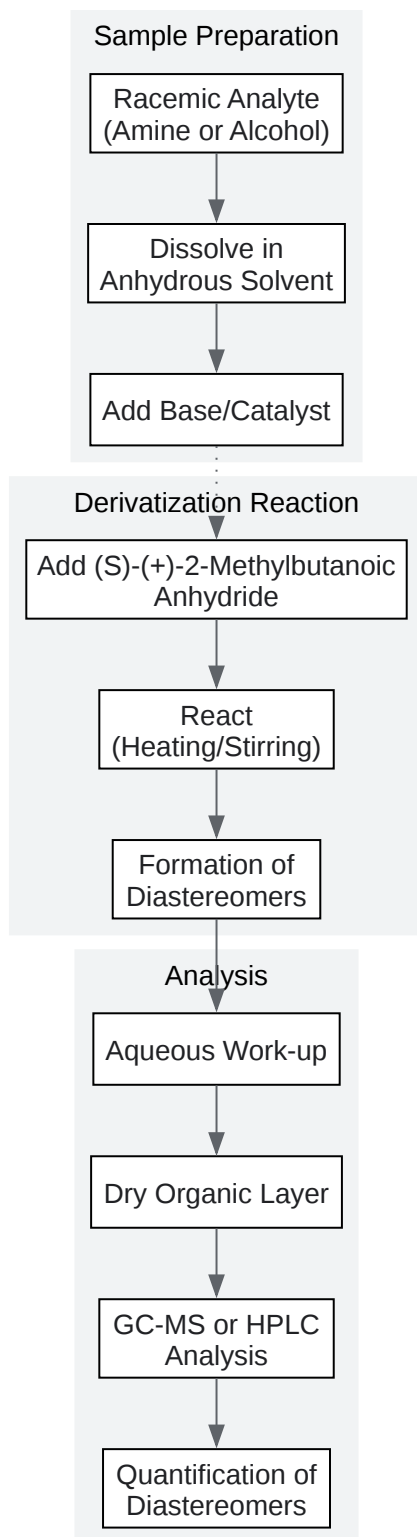 Sample Preparation
Racemic Analyte
(Amine or Alcohol)
Dissolve in
Anhydrous Solvent
Add Base/Catalyst
Derivatization Reaction
Add (S)-(+)-2-Methylbutanoic
Anhydride
React
(Heating/Stirring)
Formation of
Diastereomers
Analysis
Aqueous Work-up
Dry Organic Layer
GC-MS or HPLC
Analysis
Quantification of
Diastereomers